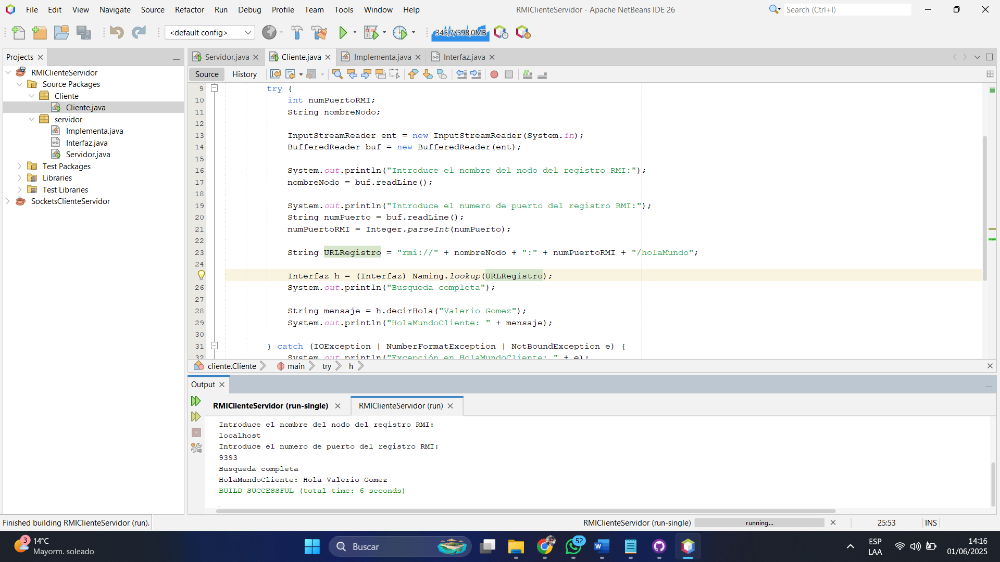 File Edit View Navigate Source Refactor Run Debug Profile Team Tools Window Help
RMIClienteServidor - Apache NetBeans IDE 26
Search (Ctrl+I)
<default config>
345,7/598,0MB
Projects
RMIClienteServidor
Source Packages
Cliente
Cliente.java
servidor
Implementa.java
Interfaz.java
Servidor.java
Test Packages
Libraries
Test Libraries
SocketsClienteServidor
Servidor.java
Cliente.java
Implementa.java
Interfaz.java
Source History
9 try {
10 int numPuertoRMI;
11 String nombreNodo;
12
13 InputStreamReader ent = new InputStreamReader(System.in);
14 BufferedReader buf = new BufferedReader(ent);
15
16 System.out.println("Introduce el nombre del nodo del registro RMI:");
17 nombreNodo = buf.readLine();
18
19 System.out.println("Introduce el numero de puerto del registro RMI:");
20 String numPuerto = buf.readLine();
21 numPuertoRMI = Integer.parseInt(numPuerto);
22
23 String URLRegistro = "rmi://" + nombreNodo + ":" + numPuertoRMI + "/holaMundo";
24
Interfaz h = (Interfaz) Naming.lookup(URLRegistro);
26 System.out.println("Busqueda completa");
27
28 String mensaje = h.decirHola("Valerio Gomez");
29 System.out.println("HolaMundoCliente: " + mensaje);
30
31 } catch (IOException | NumberFormatException | NotBoundException e) {
32 System.out.println("Excepción en HolaMundoCliente: " + e);
cliente.Cliente main try h
Output
RMIClienteServidor (run-single)
RMIClienteServidor (run)
Introduce el nombre del nodo del registro RMI:
localhost
Introduce el numero de puerto del registro RMI:
9393
Busqueda completa
HolaMundoCliente: Hola Valerio Gomez
BUILD SUCCESSFUL (total time: 6 seconds)
Finished building RMIClienteServidor (run).
RMIClienteServidor (run-single)
running...
25:53
INS
3
14°C
Mayorm. soleado
Buscar
52
ESP
LAA
14:16
01/06/2025